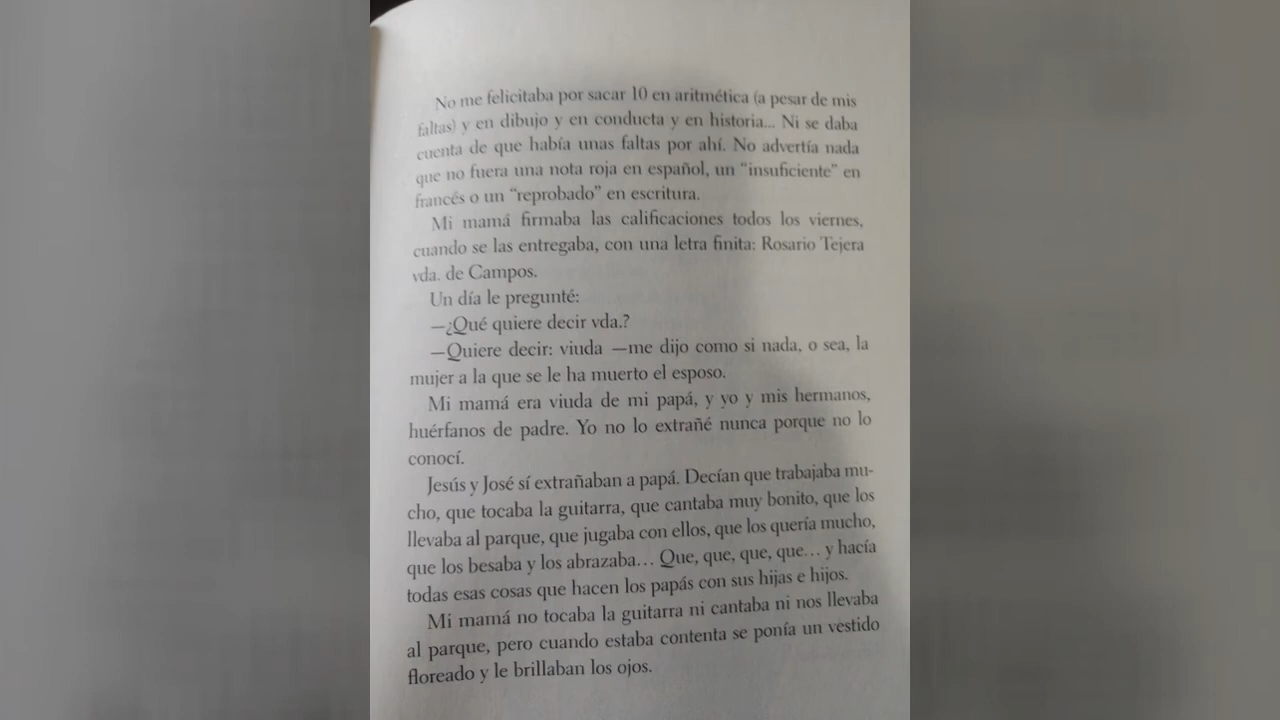 No me felicitaba por sacar 10 en aritmética (a pesar de mis
faltas) y en dibujo y en conducta y en historia... Ni se daba
cuenta de que había unas faltas por ahí. No advertía nada
que no fuera una nota roja en español, un “insuficiente” en
francés o un “reprobado” en escritura.
Mi mamá firmaba las calificaciones todos los viernes,
cuando se las entregaba, con una letra finita: Rosario Tejera
vda. de Campos.
Un día le pregunté:
—¿Qué quiere decir vda.?
—Quiere decir: viuda —me dijo como si nada, o sea, la
mujer a la que se le ha muerto el esposo.
Mi mamá era viuda de mi papá, y yo y mis hermanos,
huérfanos de padre. Yo no lo extrañé nunca porque no lo
conocí.
Jesús y José sí extrañaban a papá. Decían que trabajaba mu-
cho, que tocaba la guitarra, que cantaba muy bonito, que los
llevaba al parque, que jugaba con ellos, que los quería mucho,
que los besaba y los abrazaba... Que, que, que, que... y hacía
todas esas cosas que hacen los papás con sus hijas e hijos.
Mi mamá no tocaba la guitarra ni cantaba ni nos llevaba
al parque, pero cuando estaba contenta se ponía un vestido
floreado y le brillaban los ojos.